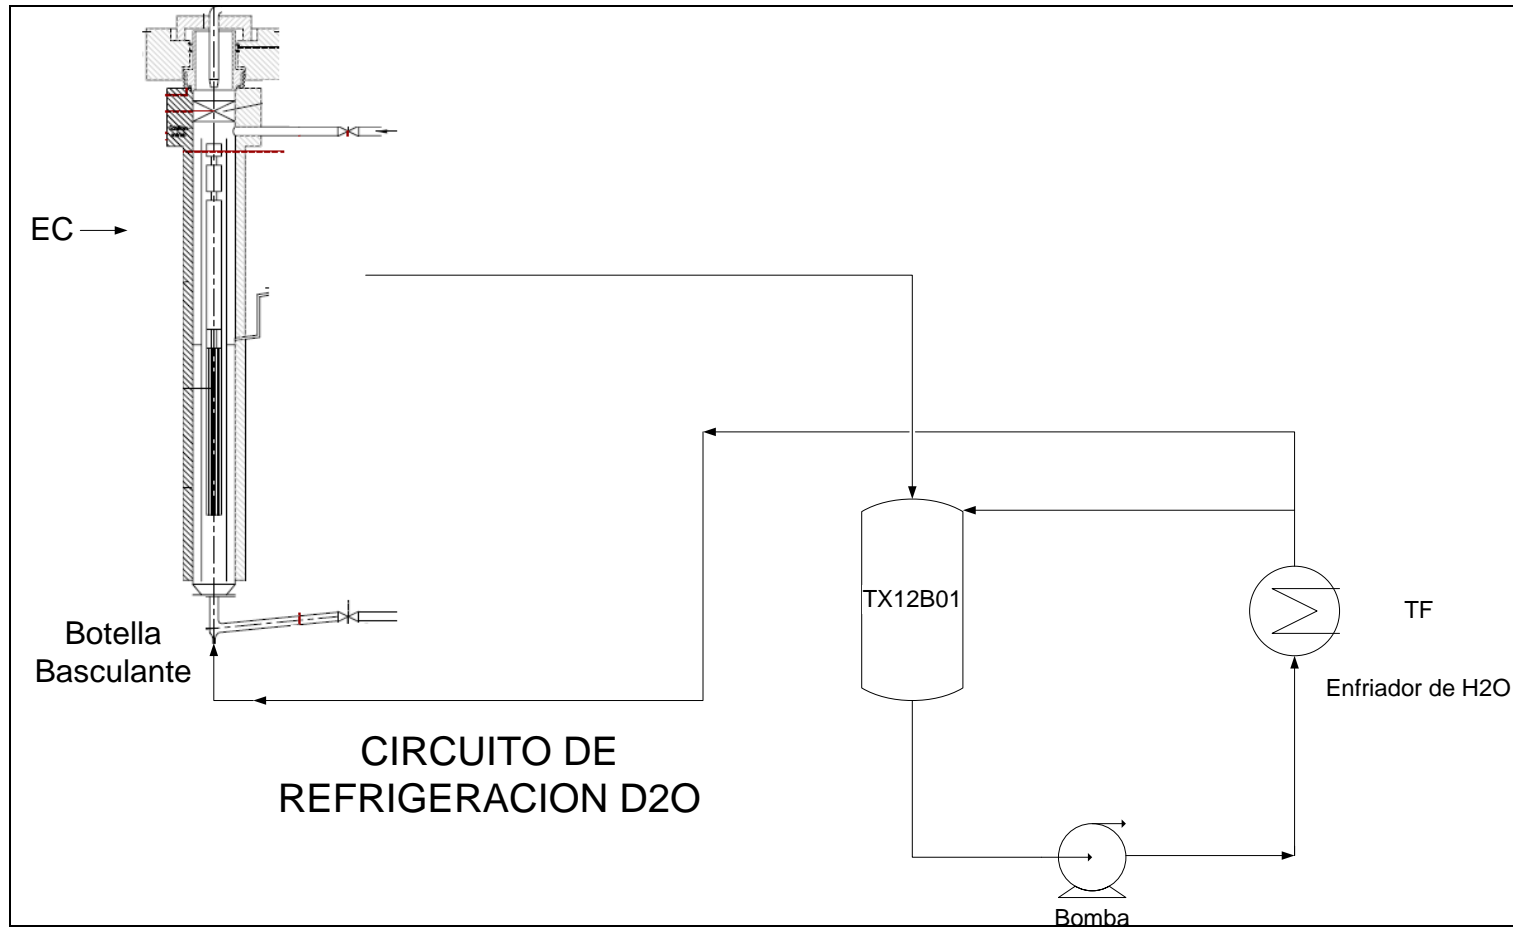 EC
TX12B01
TF
Botella
Basculante
Enfriador de H2O
CIRCUITO DE
REFRIGERACION D2O
Bomba